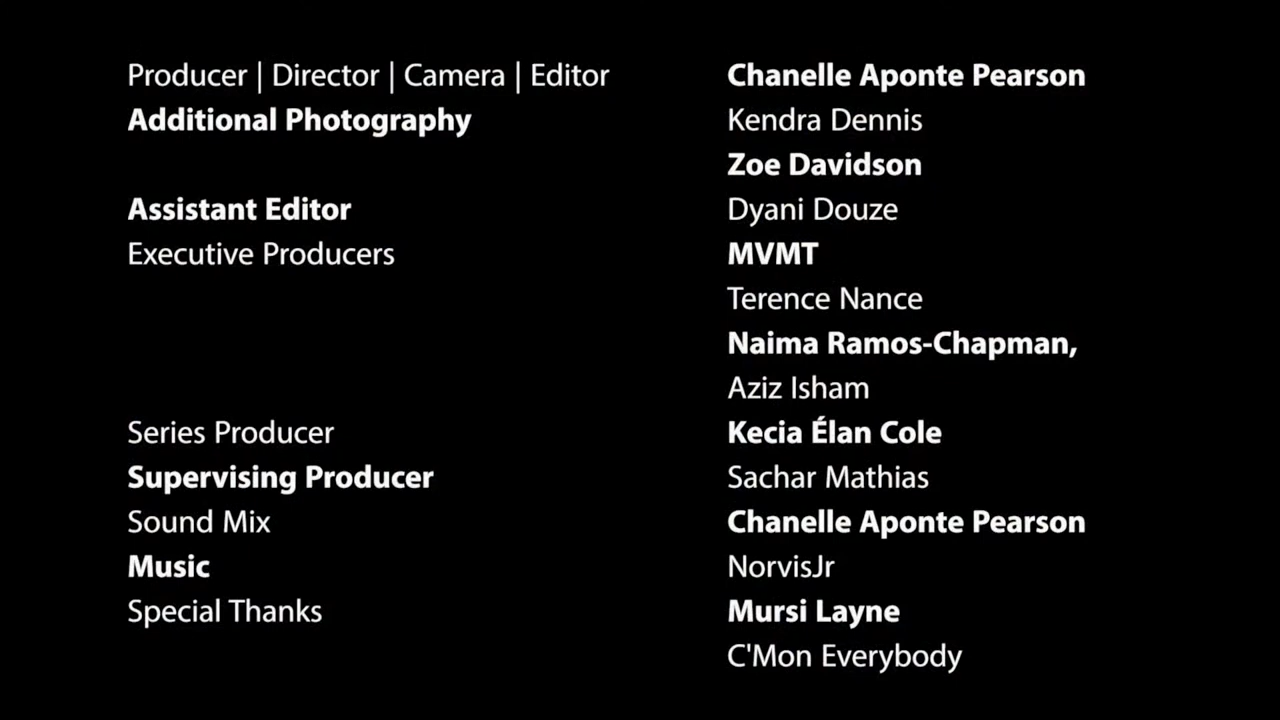 Producer | Director | Camera | Editor Chanelle Aponte Pearson
Additional Photography Kendra Dennis
Zoe Davidson
Assistant Editor Dyani Douze
Executive Producers MVMT
Terence Nance
Naima Ramos-Chapman,
Aziz Isham
Series Producer Kecia Élan Cole
Supervising Producer Sachar Mathias
Sound Mix Chanelle Aponte Pearson
Music NorvisJr
Special Thanks Mursi Layne
C'Mon Everybody